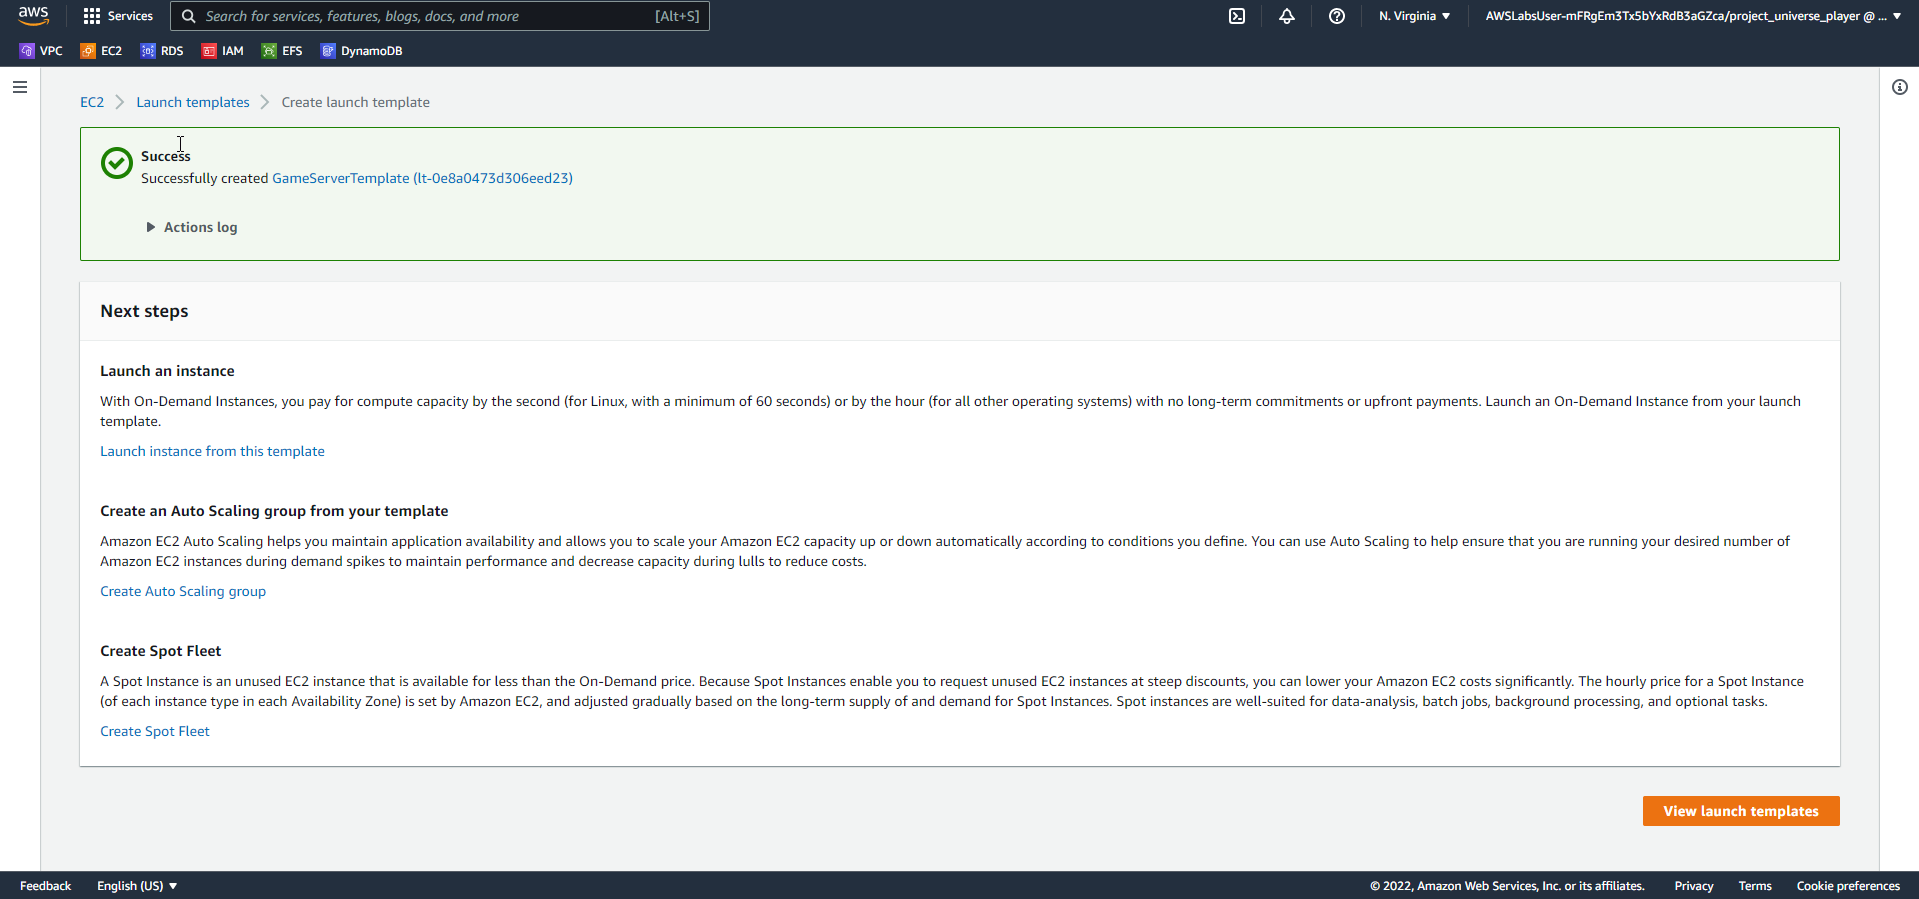 aws Services Search for services, features, blogs, docs, and more [Alt+S] N. Virginia AWSLabsUser-mFRgEm3Tx5bYxRdB3aGZca/project_universe_player @ ...
VPC EC2 RDS IAM EFS DynamoDB
EC2 Launch templates Create launch template
Success
Successfully created GameServerTemplate (lt-0e8a0473d306eed23)
Actions log
Next steps
Launch an instance
With On-Demand Instances, you pay for compute capacity by the second (for Linux, with a minimum of 60 seconds) or by the hour (for all other operating systems) with no long-term commitments or upfront payments. Launch an On-Demand Instance from your launch
template.
Launch instance from this template
Create an Auto Scaling group from your template
Amazon EC2 Auto Scaling helps you maintain application availability and allows you to scale your Amazon EC2 capacity up or down automatically according to conditions you define. You can use Auto Scaling to help ensure that you are running your desired number of
Amazon EC2 instances during demand spikes to maintain performance and decrease capacity during lulls to reduce costs.
Create Auto Scaling group
Create Spot Fleet
A Spot Instance is an unused EC2 instance that is available for less than the On-Demand price. Because Spot Instances enable you to request unused EC2 instances at steep discounts, you can lower your Amazon EC2 costs significantly. The hourly price for a Spot Instance
(of each instance type in each Availability Zone) is set by Amazon EC2, and adjusted gradually based on the long-term supply of and demand for Spot Instances. Spot instances are well-suited for data-analysis, batch jobs, background processing, and optional tasks.
Create Spot Fleet
View launch templates
Feedback English (US) © 2022, Amazon Web Services, Inc. or its affiliates. Privacy Terms Cookie preferences